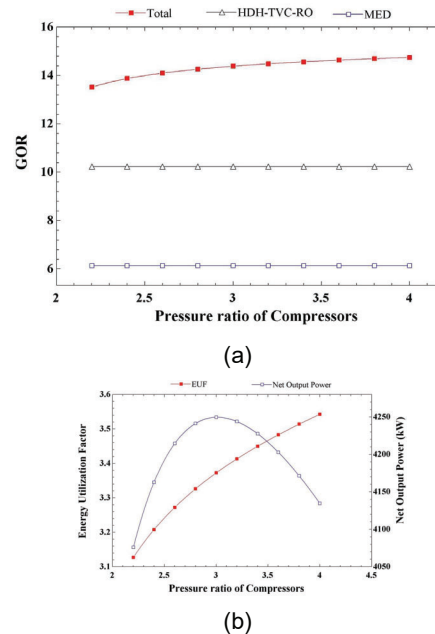 Total HDH-TVC-RO MED
16
14
12
10
8
6
GOR
2 2.5 3 3.5 4
Pressure ratio of Compressors
(a)
EUF Net Output Power
3.6
3.5
3.4
3.3
3.2
3.1
Energy Utilization Factor
4250
4200
4150
4100
4050
Net Output Power (kW)
2 2.5 3 3.5 4 4.5
Pressure ratio of Compressors
(b)